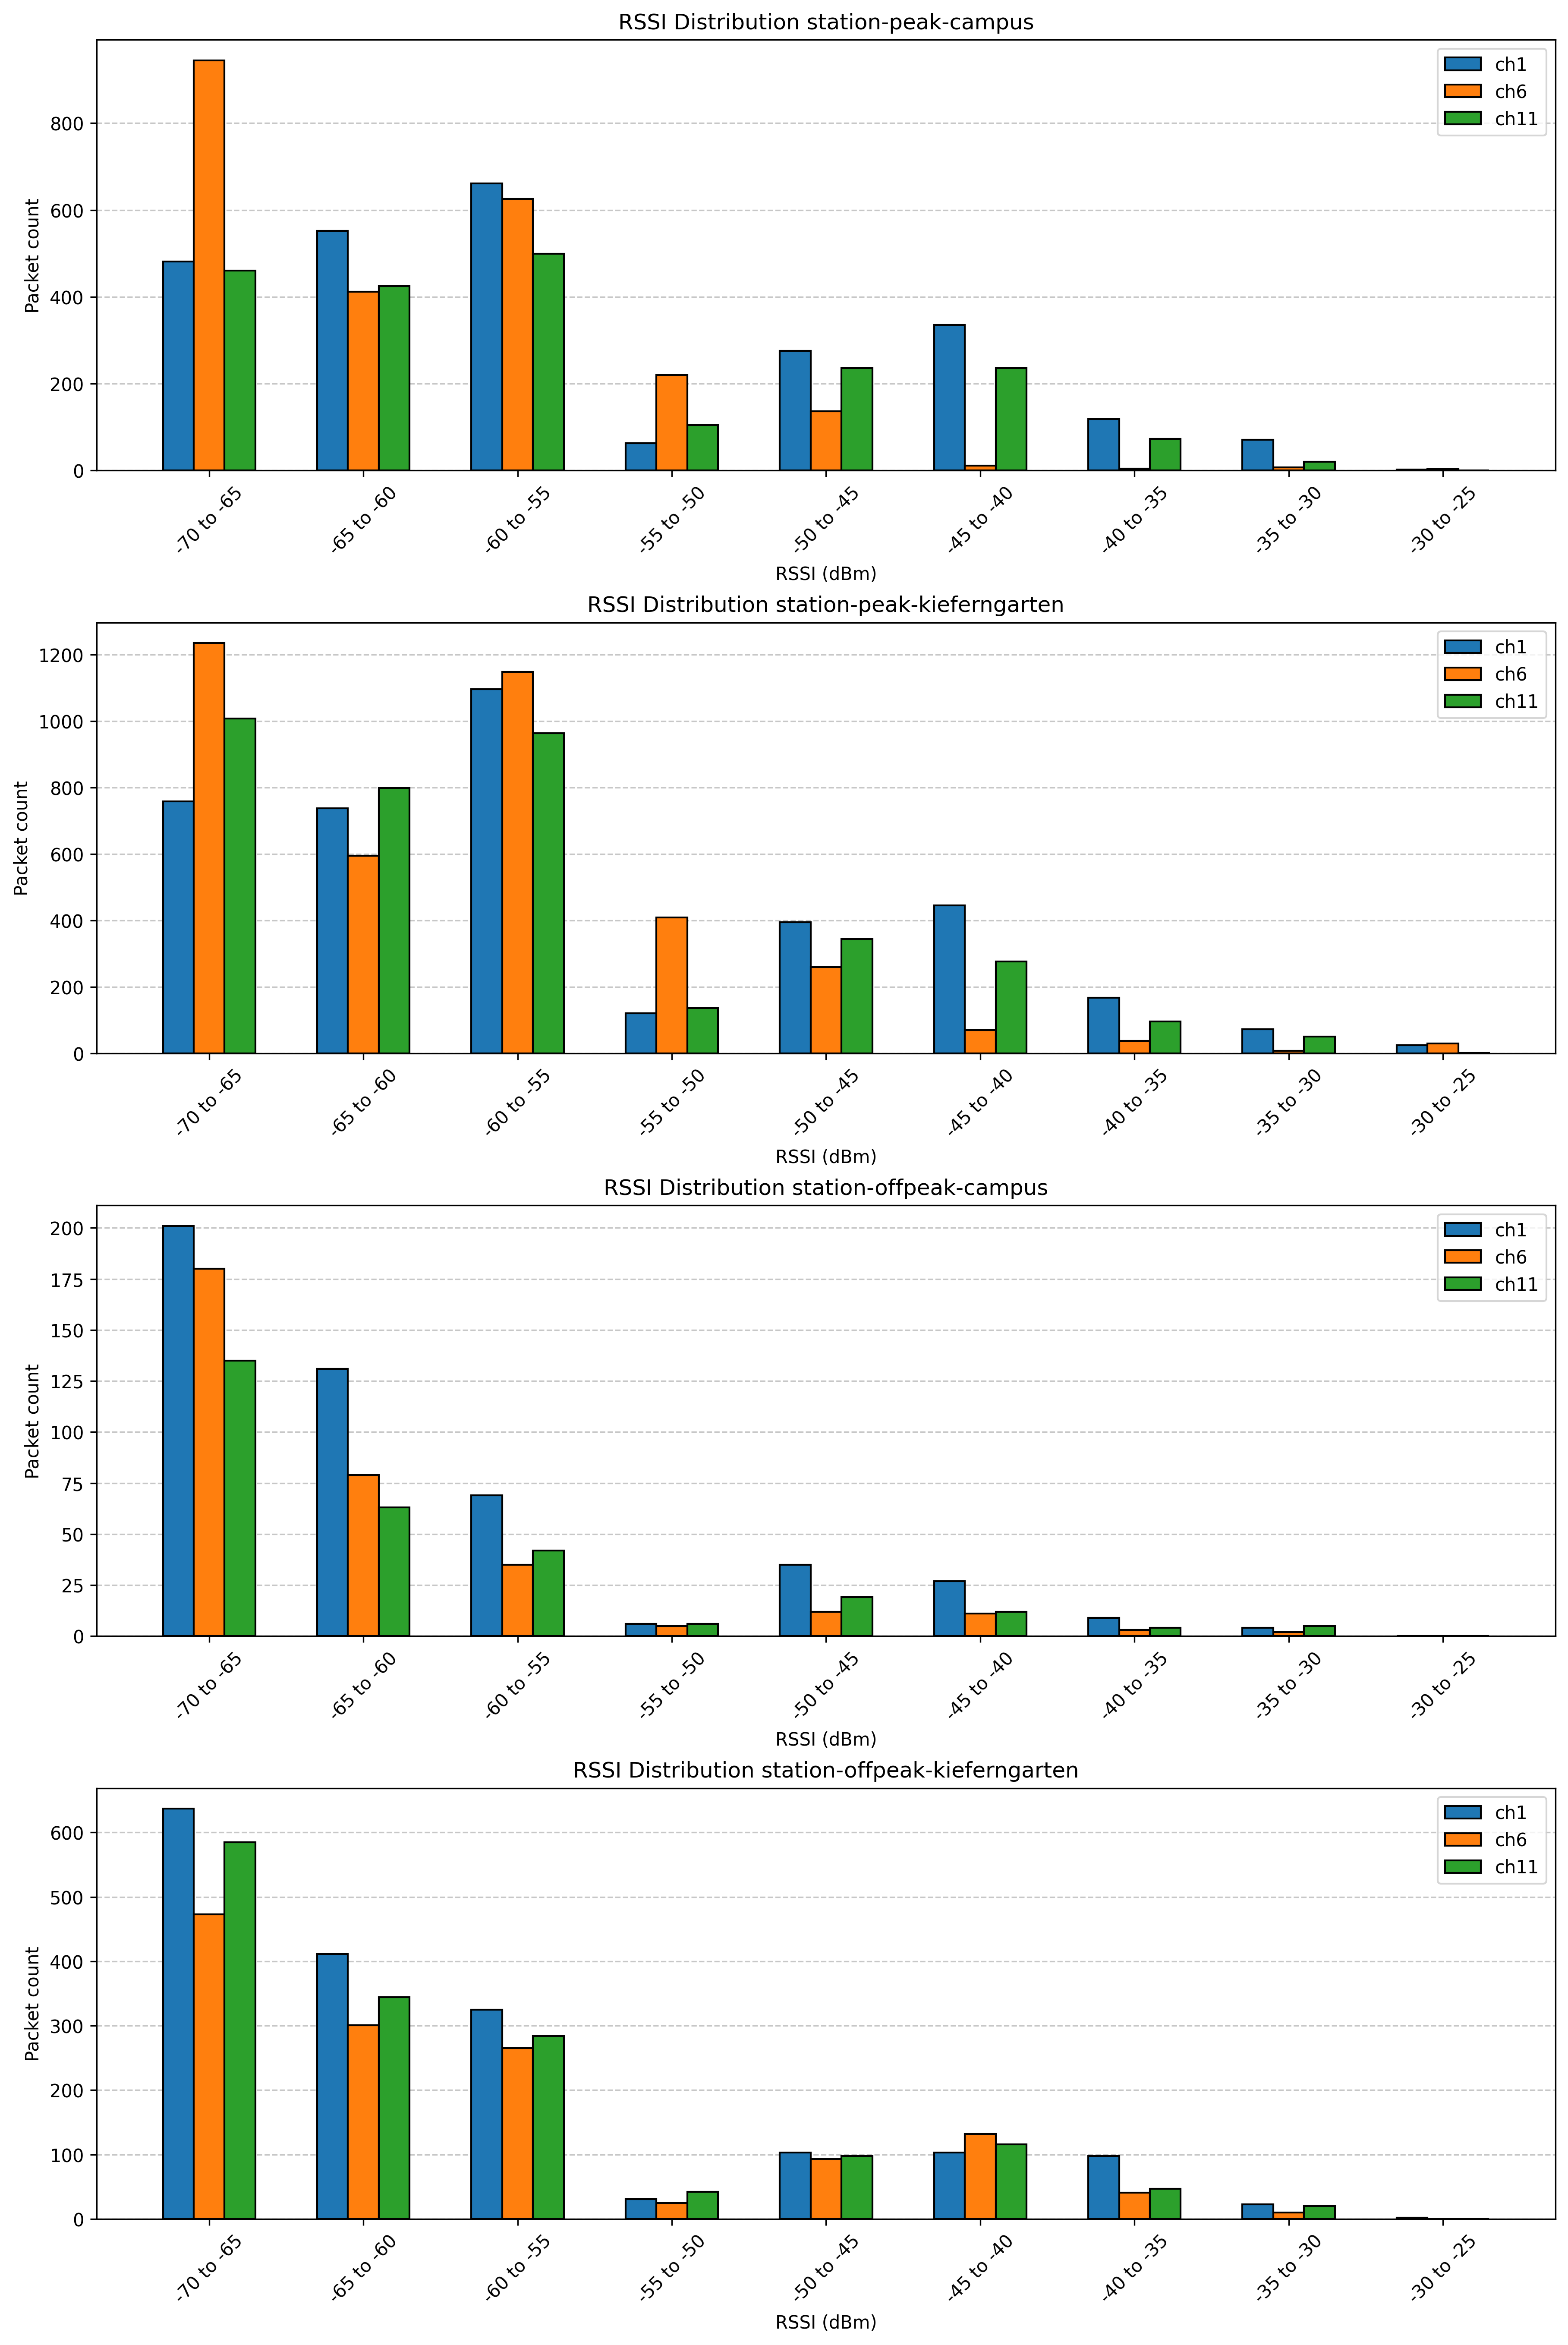 RSSI Distribution station-peak-campus
Packet count
800
600
400
200
0
ch1
ch6
ch11
-70 to -65
-65 to -60
-60 to -55
-55 to -50
-50 to -45
-45 to -40
-40 to -35
-35 to -30
-30 to -25
RSSI (dBm)
RSSI Distribution station-peak-kieferngarten
Packet count
1200
1000
800
600
400
200
0
ch1
ch6
ch11
-70 to -65
-65 to -60
-60 to -55
-55 to -50
-50 to -45
-45 to -40
-40 to -35
-35 to -30
-30 to -25
RSSI (dBm)
RSSI Distribution station-offpeak-campus
Packet count
200
175
150
125
100
75
50
25
0
ch1
ch6
ch11
-70 to -65
-65 to -60
-60 to -55
-55 to -50
-50 to -45
-45 to -40
-40 to -35
-35 to -30
-30 to -25
RSSI (dBm)
RSSI Distribution station-offpeak-kieferngarten
Packet count
600
500
400
300
200
100
0
ch1
ch6
ch11
-70 to -65
-65 to -60
-60 to -55
-55 to -50
-50 to -45
-45 to -40
-40 to -35
-35 to -30
-30 to -25
RSSI (dBm)